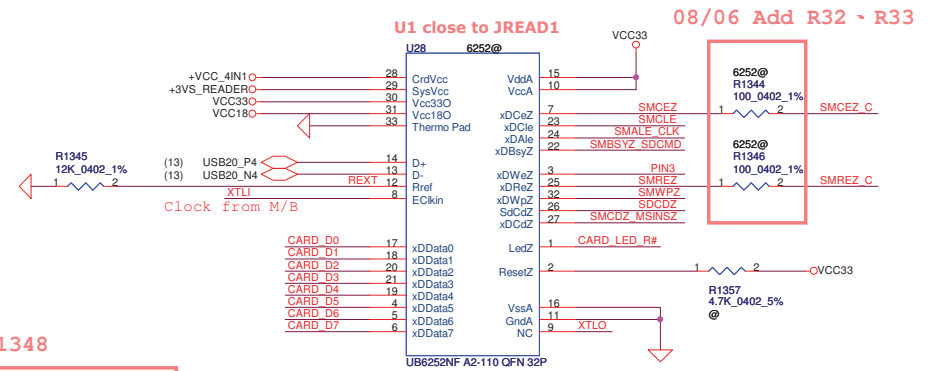 08/06 Add R32、R33
U1 close to JREAD1
VCC33
U28 6252@
+VCC_4IN1 28 CrdVcc VddA 15
+3VS_READER 29 SysVcc VccA 10
VCC33 30 Vcc33O
VCC18 31 Vcc18O xDCeZ 7 SMCEZ
33 Thermo Pad xDCle 23 SMCLE
xDAle 24 SMALE_CLK
xDBsyZ 22 SMBSYZ_SDCMD
6252@
R1344
100_0402_1%
1 2 SMCEZ_C
R1345
12K_0402_1%
1 2
(13) USB20_P4 14 D+
(13) USB20_N4 13 D-
REXT 12 Rref
XTLI 8 EClkin
Clock from M/B
xDWeZ 3 PIN3
xDReZ 25 SMREZ
xDWpZ 32 SMWPZ
SdCdZ 26 SDCDZ
xDCdZ 27 SMCDZ_MSINSZ
6252@
R1346
100_0402_1%
1 2 SMREZ_C
CARD_D0 17 xDData0
CARD_D1 18 xDData1
CARD_D2 20 xDData2
CARD_D3 21 xDData3
CARD_D4 19 xDData4
CARD_D5 4 xDData5
CARD_D6 5 xDData6
CARD_D7 6 xDData7
LedZ 1 CARD_LED_R#
ResetZ 2
1 2 VCC33
R1357
4.7K_0402_5%
@
VssA 16
GndA 11
NC 9 XTLO
UB6252NF A2-110 QFN 32P
1348